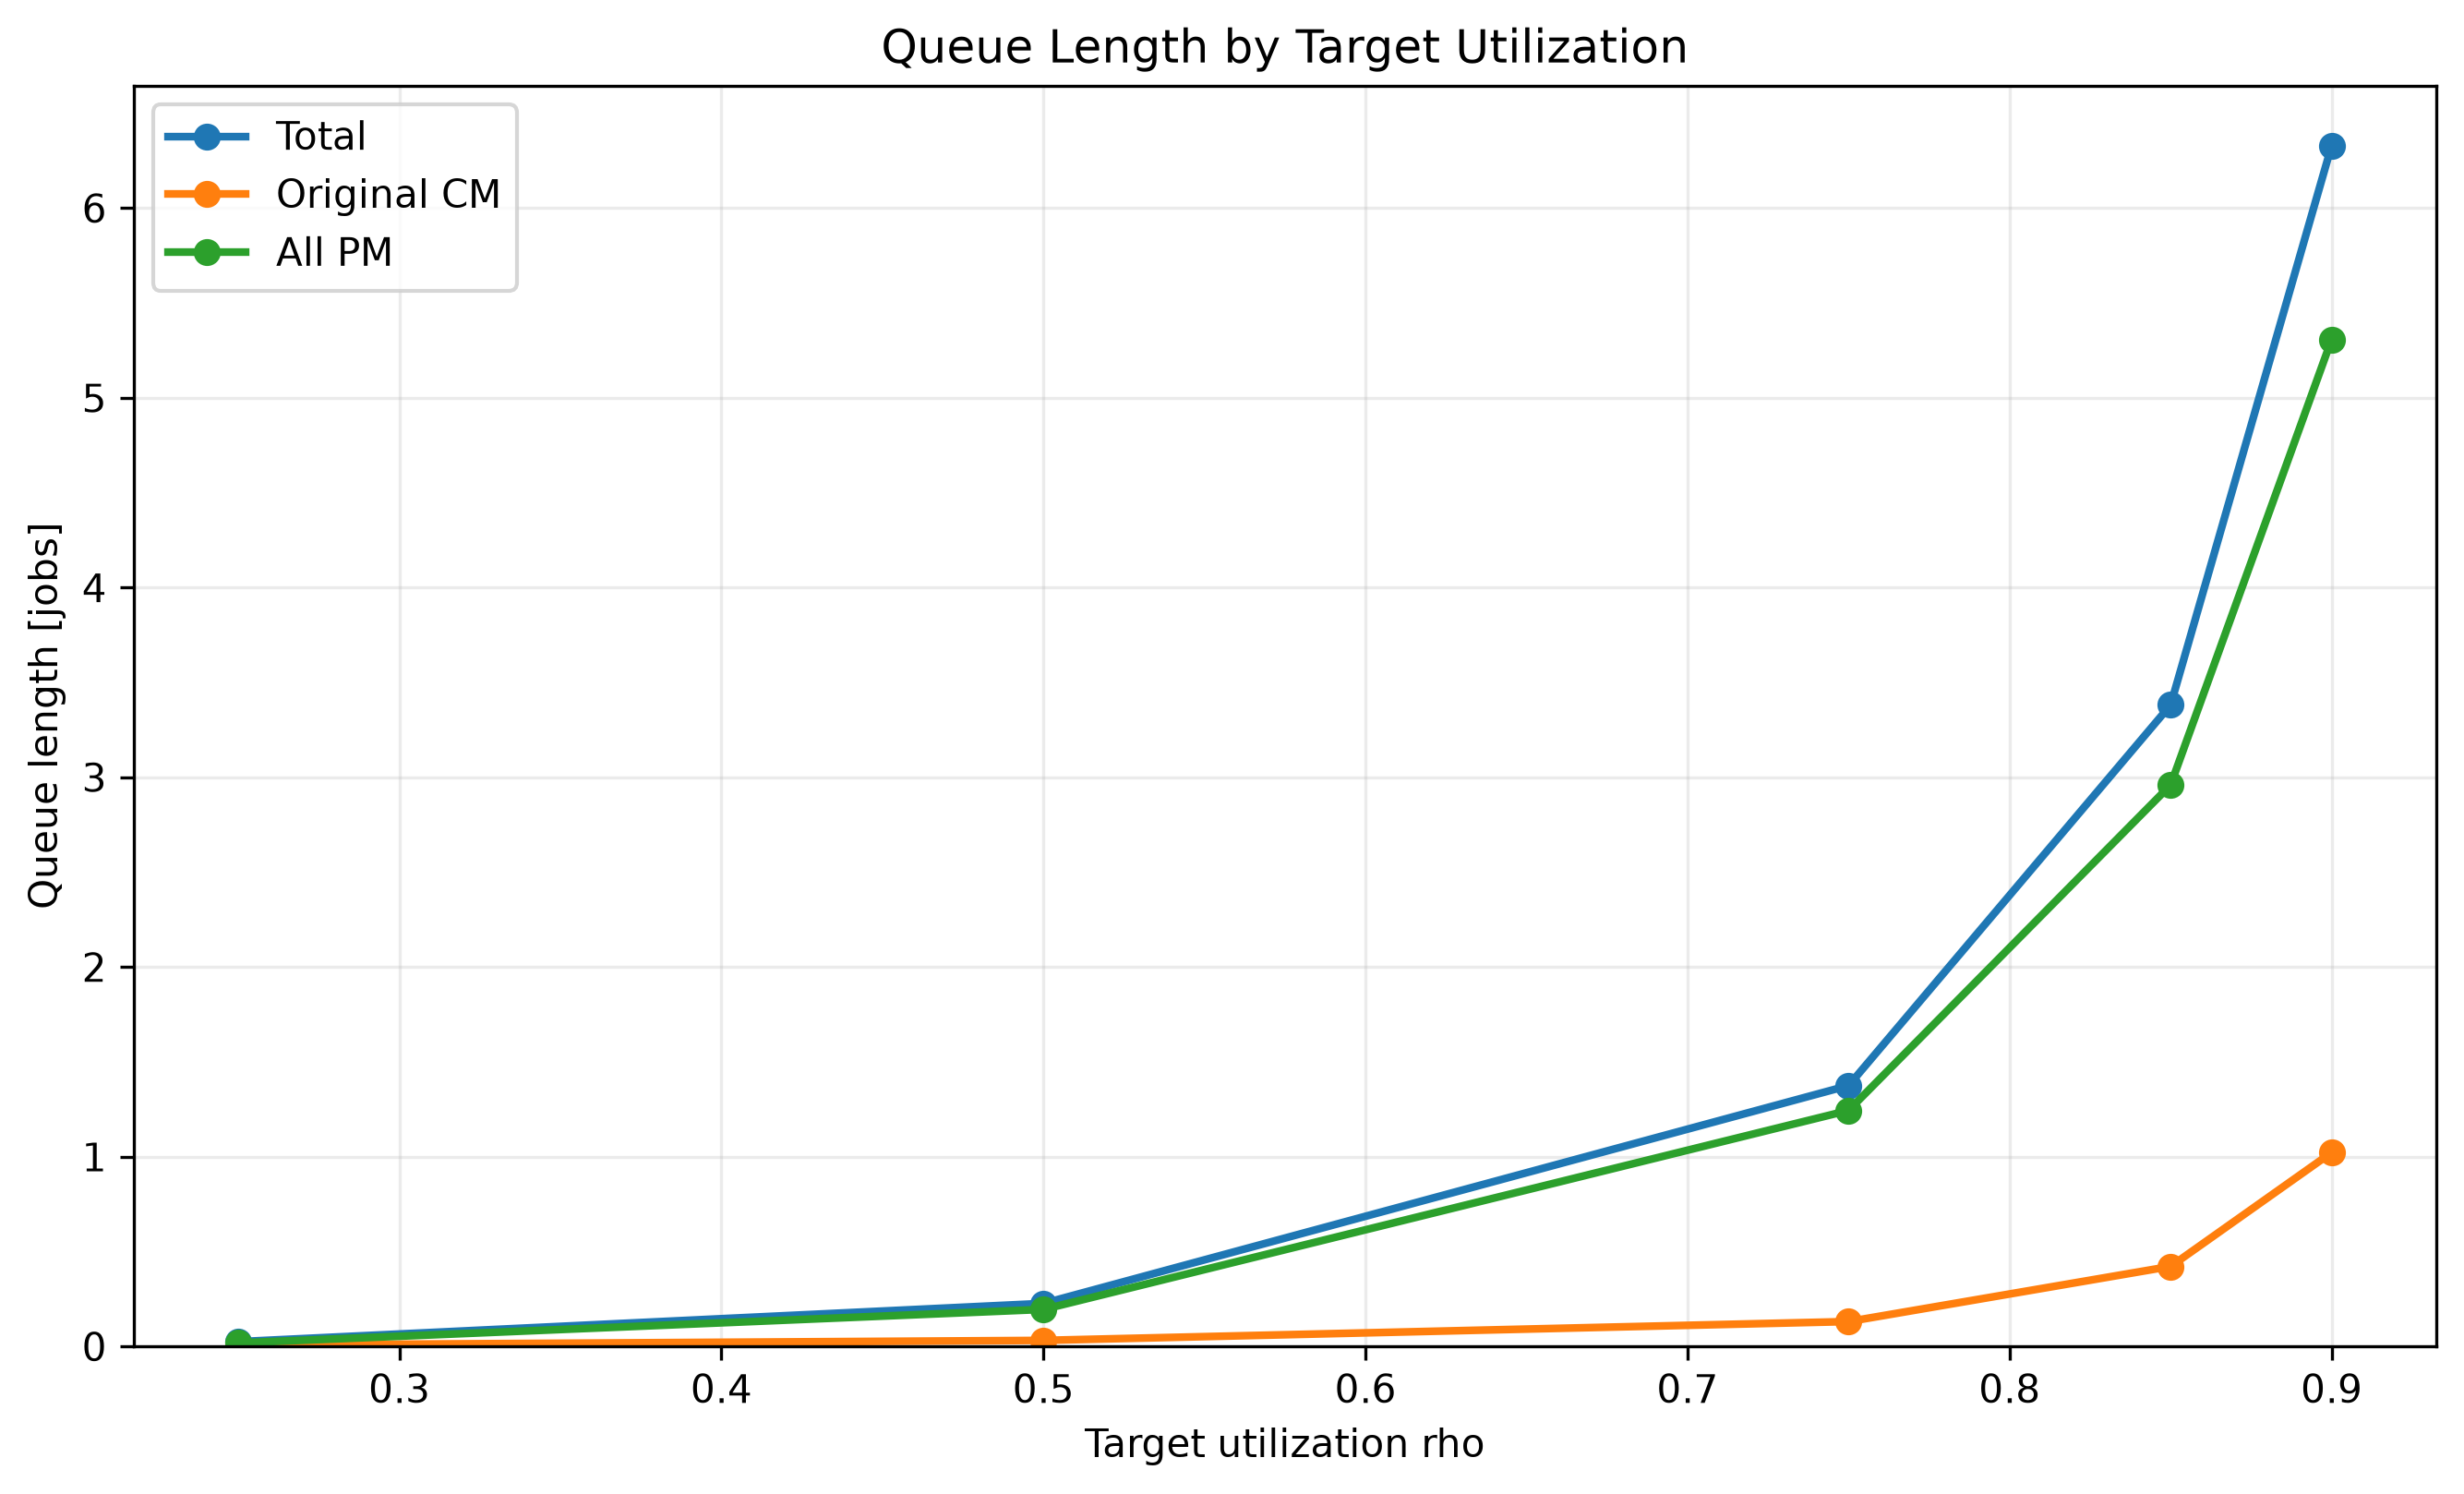 Queue Length by Target Utilization
Total
Original CM
All PM
Queue length [jobs]
6
5
4
3
2
1
0
0.3 0.4 0.5 0.6 0.7 0.8 0.9
Target utilization rho